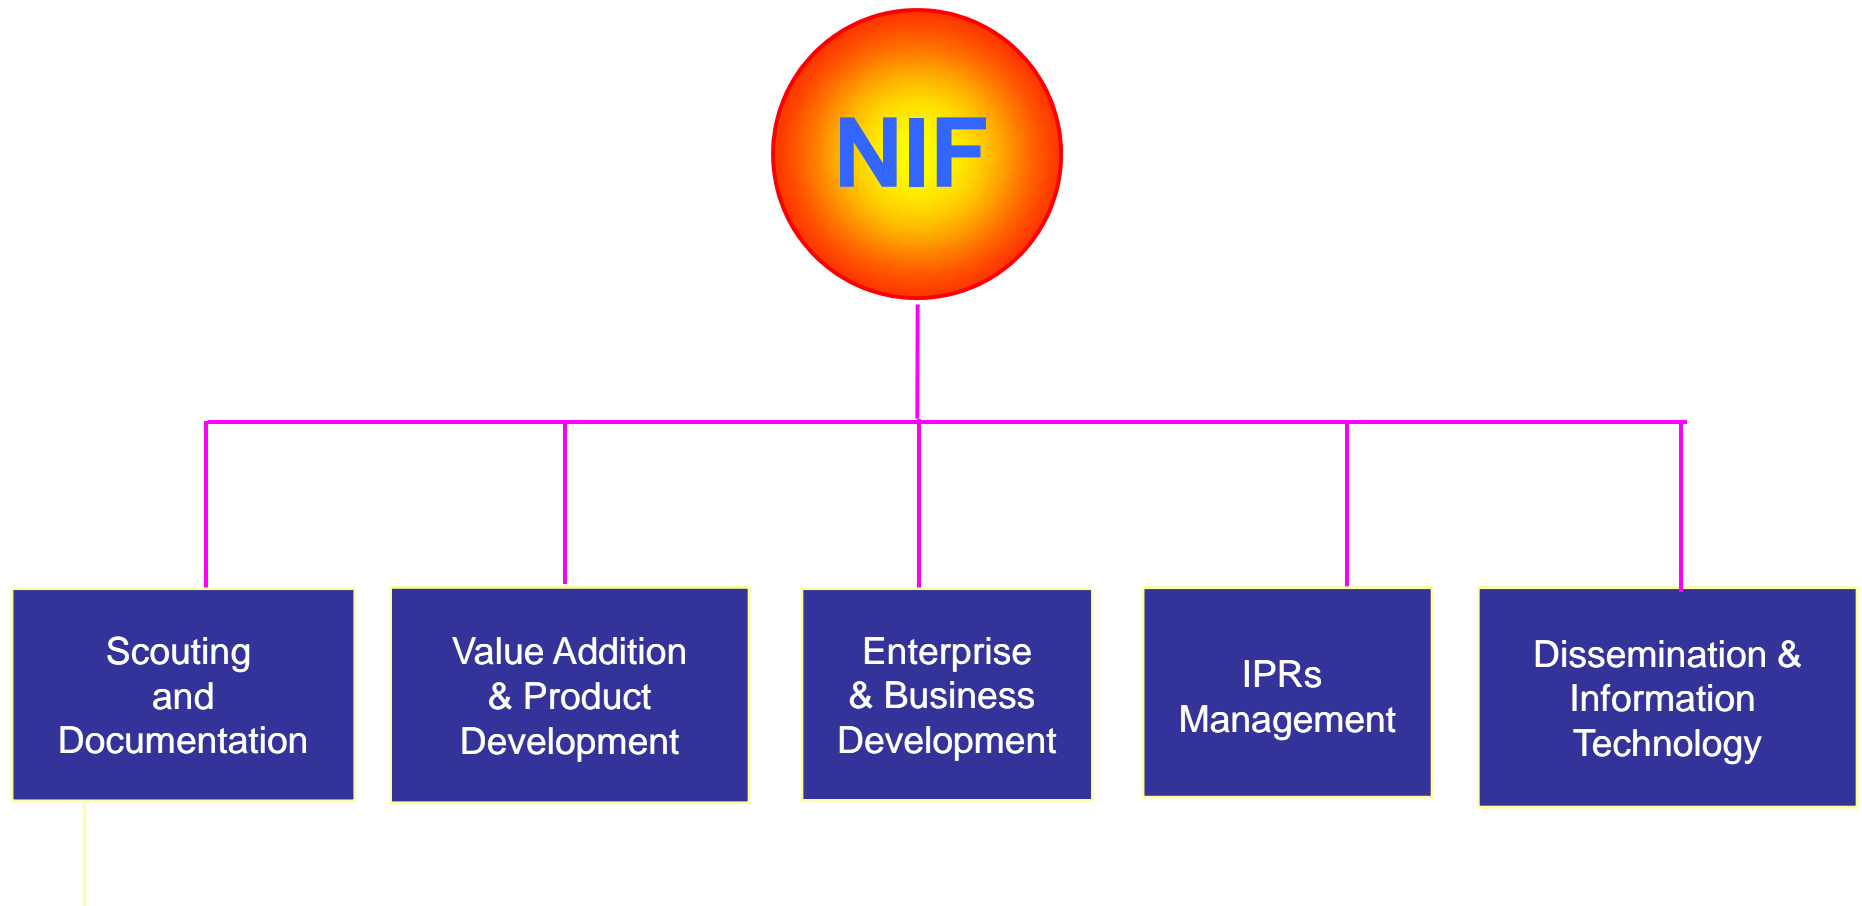 NIF
Scouting
and
Documentation
Value Addition
& Product
Development
Enterprise
& Business
Development
IPRs
Management
Dissemination &
Information
Technology